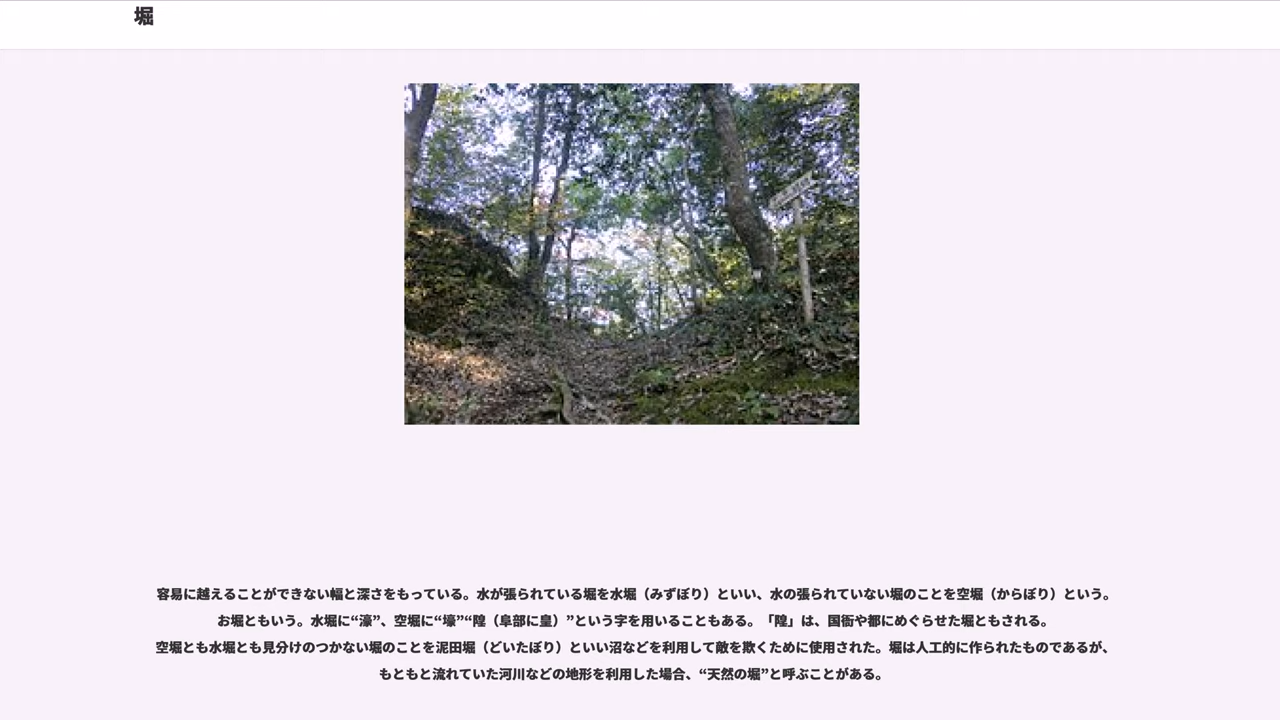 堀
容易に越えることができない幅と深さをもっている。水が張られている堀を水堀（みずぼり）といい、水の張られていない堀のことを空堀（からぼり）という。
お堀ともいう。水堀に“濠”、空堀に“壕”“隍（阜部に皇）”という字を用いることもある。「隍」は、国衙や都にめぐらせた堀ともされる。
空堀とも水堀とも見分けのつかない堀のことを泥田堀（どいたぼり）といい沼などを利用して敵を欺くために使用された。堀は人工的に作られたものであるが、
もともと流れていた河川などの地形を利用した場合、“天然の堀”と呼ぶことがある。